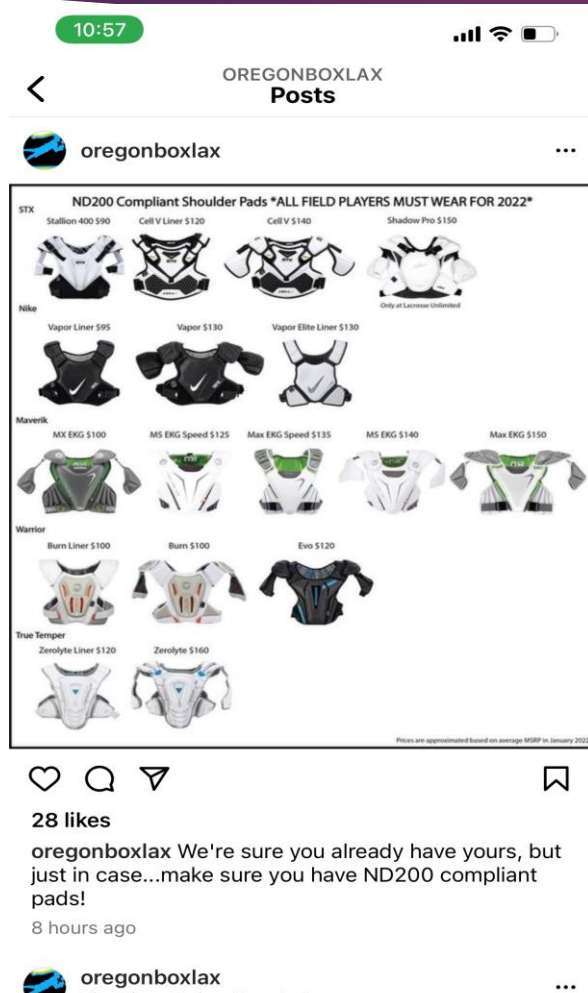 10:57
OREGONBOXLAX
Posts
oregonboxlax
ND200 Compliant Shoulder Pads *ALL FIELD PLAYERS MUST WEAR FOR 2022*
STX
Stallion 400 $90 Cell V Liner $120 Cell V $140 Shadow Pro $150
Only at Lacrosse Unlimited
Nike
Vapor Liner $95 Vapor $130 Vapor Elite Liner $130
Maverik
MX EKG $100 MS EKG Speed $125 Max EKG Speed $135 MS EKG $140 Max EKG $150
Warrior
Burn Liner $100 Burn $100 Evo $120
True Temper
Zerolyte Liner $120 Zerolyte $160
Prices are approximated based on average MSRP in January 2022
28 likes
oregonboxlax We're sure you already have yours, but
just in case...make sure you have ND200 compliant
pads!
8 hours ago
oregonboxlax